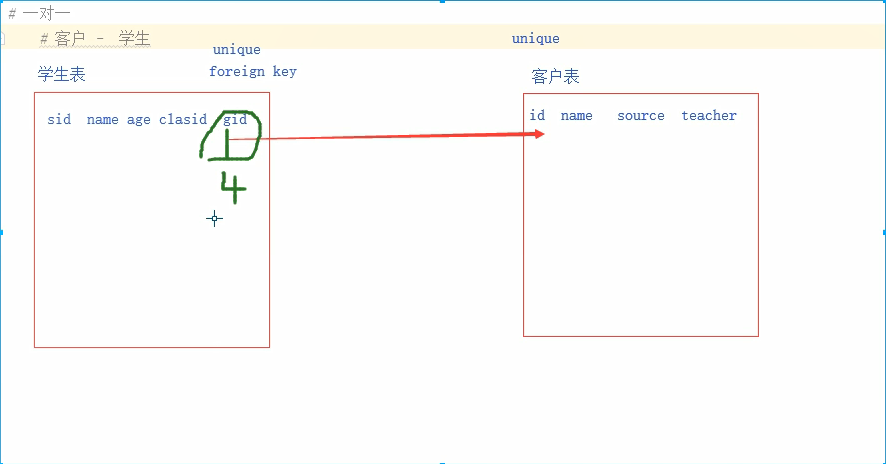 # 一对一
# 客户 - 学生
unique
unique
foreign key
学生表
客户表
sid name age clasid gid
id name source teacher
1
4